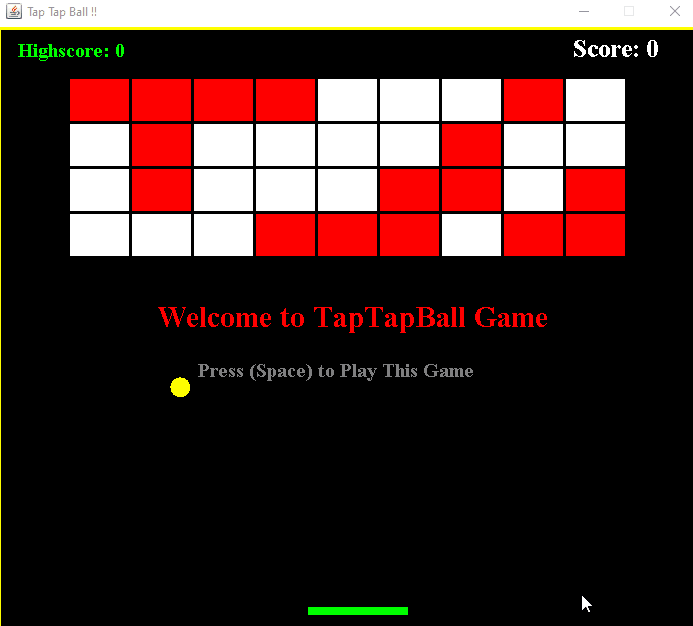 Tap Tap Ball !!
Highscore: 0
Score: 0
Welcome to TapTapBall Game
Press (Space) to Play This Game